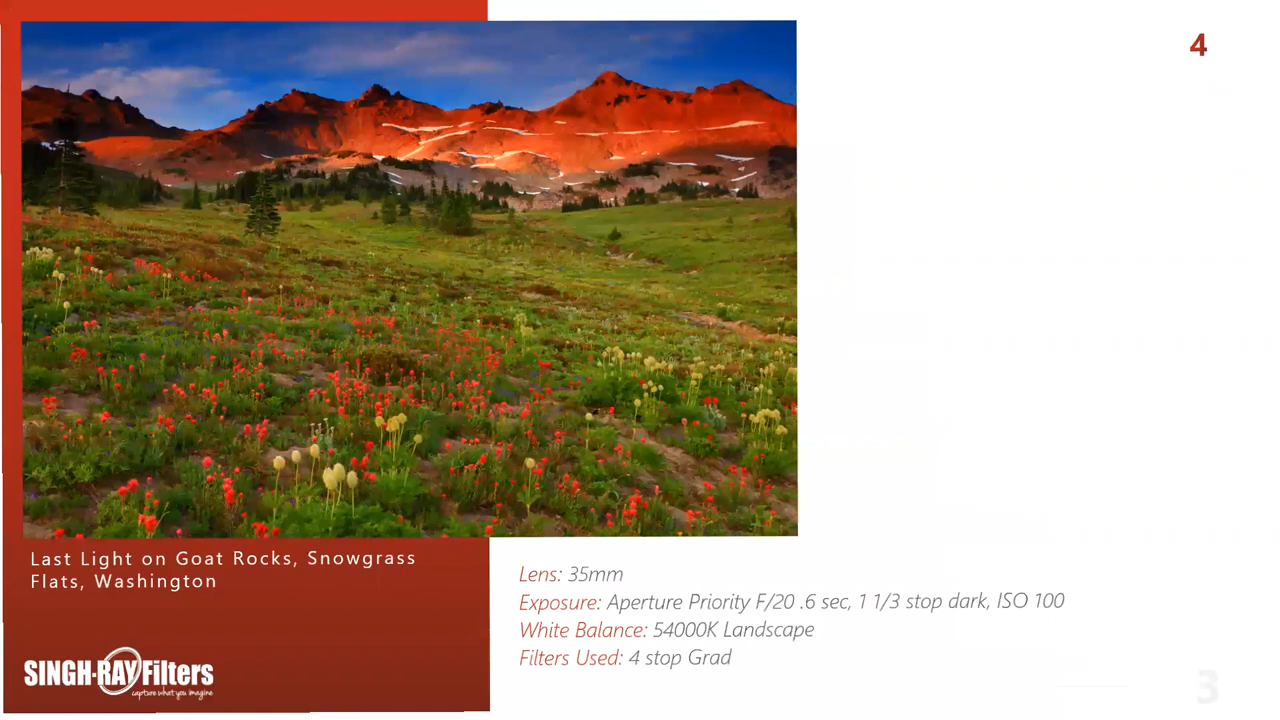 4
Last Light on Goat Rocks, Snowgrass
Flats, Washington
Lens: 35mm
Exposure: Aperture Priority F/20 .6 sec, 1 1/3 stop dark, ISO 100
White Balance: 54000K Landscape
Filters Used: 4 stop Grad
SINGH-RAY Filters
capture what you imagine
3